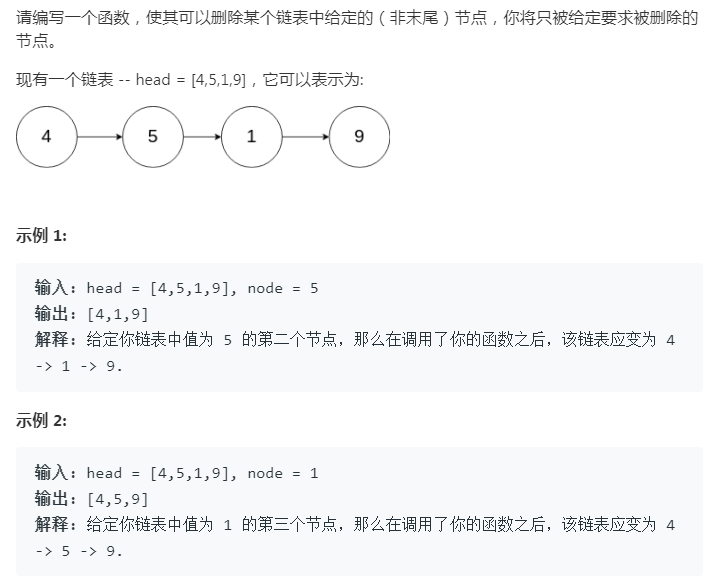 请编写一个函数，使其可以删除某个链表中给定的（非末尾）节点，你将只被给定要求被删除的
节点。
现有一个链表 -- head = [4,5,1,9]，它可以表示为:
4 5 1 9
示例 1:
输入: head = [4,5,1,9], node = 5
输出: [4,1,9]
解释: 给定你链表中值为 5 的第二个节点，那么在调用了你的函数之后，该链表应变为 4
-> 1 -> 9.
示例 2:
输入: head = [4,5,1,9], node = 1
输出: [4,5,9]
解释: 给定你链表中值为 1 的第三个节点，那么在调用了你的函数之后，该链表应变为 4
-> 5 -> 9.